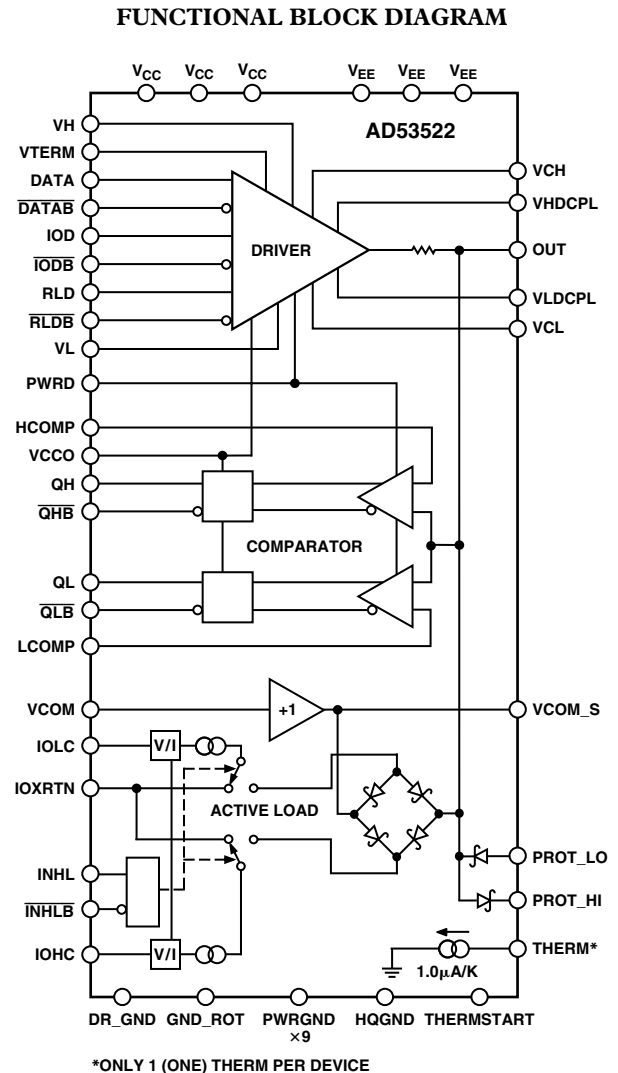 FUNCTIONAL BLOCK DIAGRAM
VCC VCC VCC VEE VEE VEE
AD53522
VH
VTERM
DATA
DATAB
IOD
IODB
RLD
RLDB
VL
PWRD
HCOMP
VCCO
QH
QHB
QL
QLB
LCOMP
VCOM
IOLC
IOXRTN
INHL
INHLB
IOHC
DRIVER
COMPARATOR
+1
V/I
ACTIVE LOAD
V/I
1.0μA/K
VCH
VHDCPL
OUT
VLDCPL
VCL
VCOM_S
PROT_LO
PROT_HI
THERM*
DR_GND GND_ROT PWRGND HQGND THERMSTART
×9
*ONLY 1 (ONE) THERM PER DEVICE